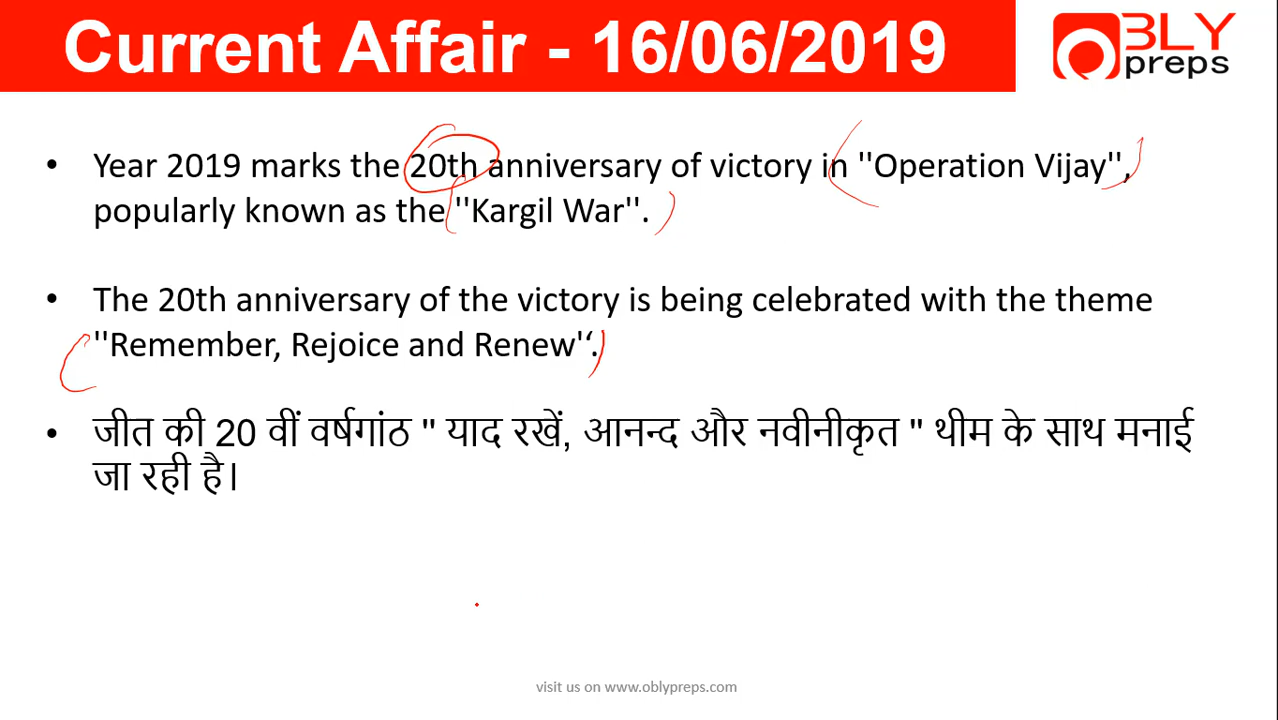 Current Affair - 16/06/2019
OBLY
preps
• Year 2019 marks the 20th anniversary of victory in ''Operation Vijay'',
popularly known as the ''Kargil War''.
• The 20th anniversary of the victory is being celebrated with the theme
''Remember, Rejoice and Renew'‘.
• जीत की 20 वीं वर्षगांठ " याद रखें, आनन्द और नवीनीकृत " थीम के साथ मनाई
जा रही है।
visit us on www.oblypreps.com